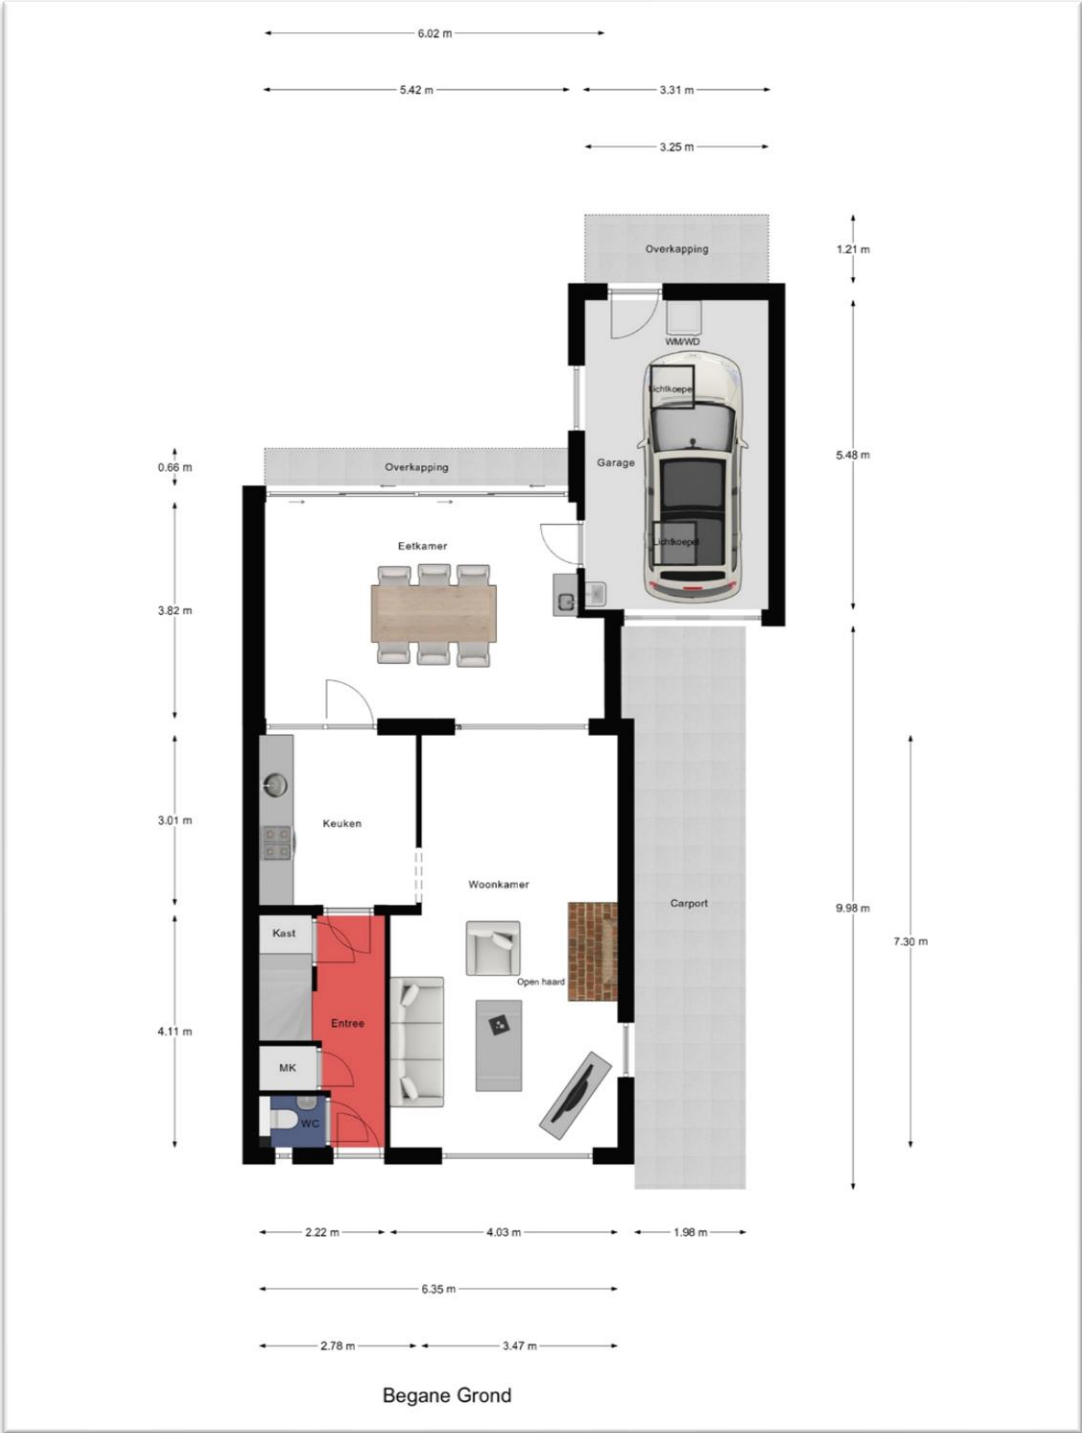 6.02 m
5.42 m
3.31 m
3.25 m
Overkapping
1.21 m
WM/WD
Lichtkoepel
Garage
5.48 m
Overkapping
0.66 m
Lichtkoepel
Eetkamer
3.82 m
Keuken
3.01 m
Woonkamer
Carport
9.98 m
Kast
7.30 m
Open haard
Entree
4.11 m
MK
WC
2.22 m
4.03 m
1.98 m
6.35 m
2.78 m
3.47 m
Begane Grond